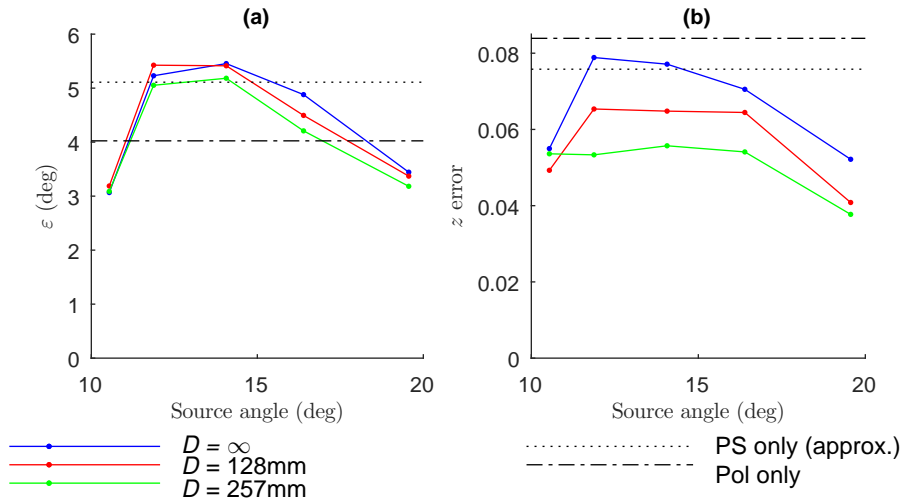 (a)
6
5
4
3
2
1
0
ε (deg)
10
15
20
Source angle (deg)
(b)
0.08
0.06
0.04
0.02
0
z error
10
15
20
Source angle (deg)
D = ∞
D = 128mm
D = 257mm
PS only (approx.)
Pol only